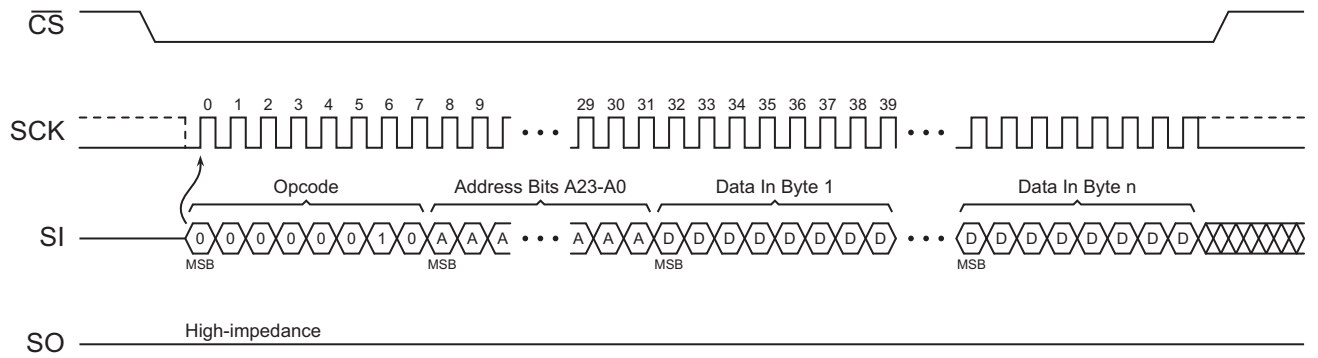 CS
0 1 2 3 4 5 6 7 8 9 29 30 31 32 33 34 35 36 37 38 39
SCK
Opcode Address Bits A23-A0 Data In Byte 1 Data In Byte n
SI 0 0 0 0 0 0 1 0 A A A A A A D D D D D D D D D D D D D D D D
MSB MSB MSB MSB
High-impedance
SO